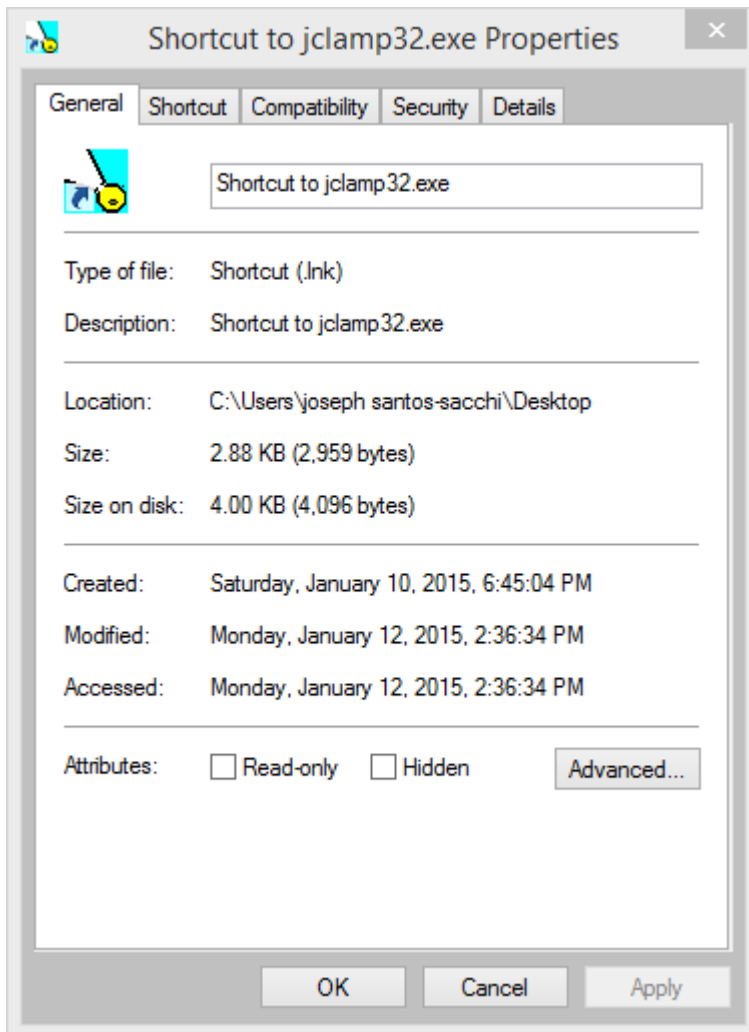 Shortcut to jclamp32.exe Properties
General Shortcut Compatibility Security Details
Shortcut to jclamp32.exe
Type of file: Shortcut (.lnk)
Description: Shortcut to jclamp32.exe
Location: C:\Users\joseph santos-sacchi\Desktop
Size: 2.88 KB (2,959 bytes)
Size on disk: 4.00 KB (4,096 bytes)
Created: Saturday, January 10, 2015, 6:45:04 PM
Modified: Monday, January 12, 2015, 2:36:34 PM
Accessed: Monday, January 12, 2015, 2:36:34 PM
Attributes: Read-only Hidden Advanced...
OK Cancel Apply